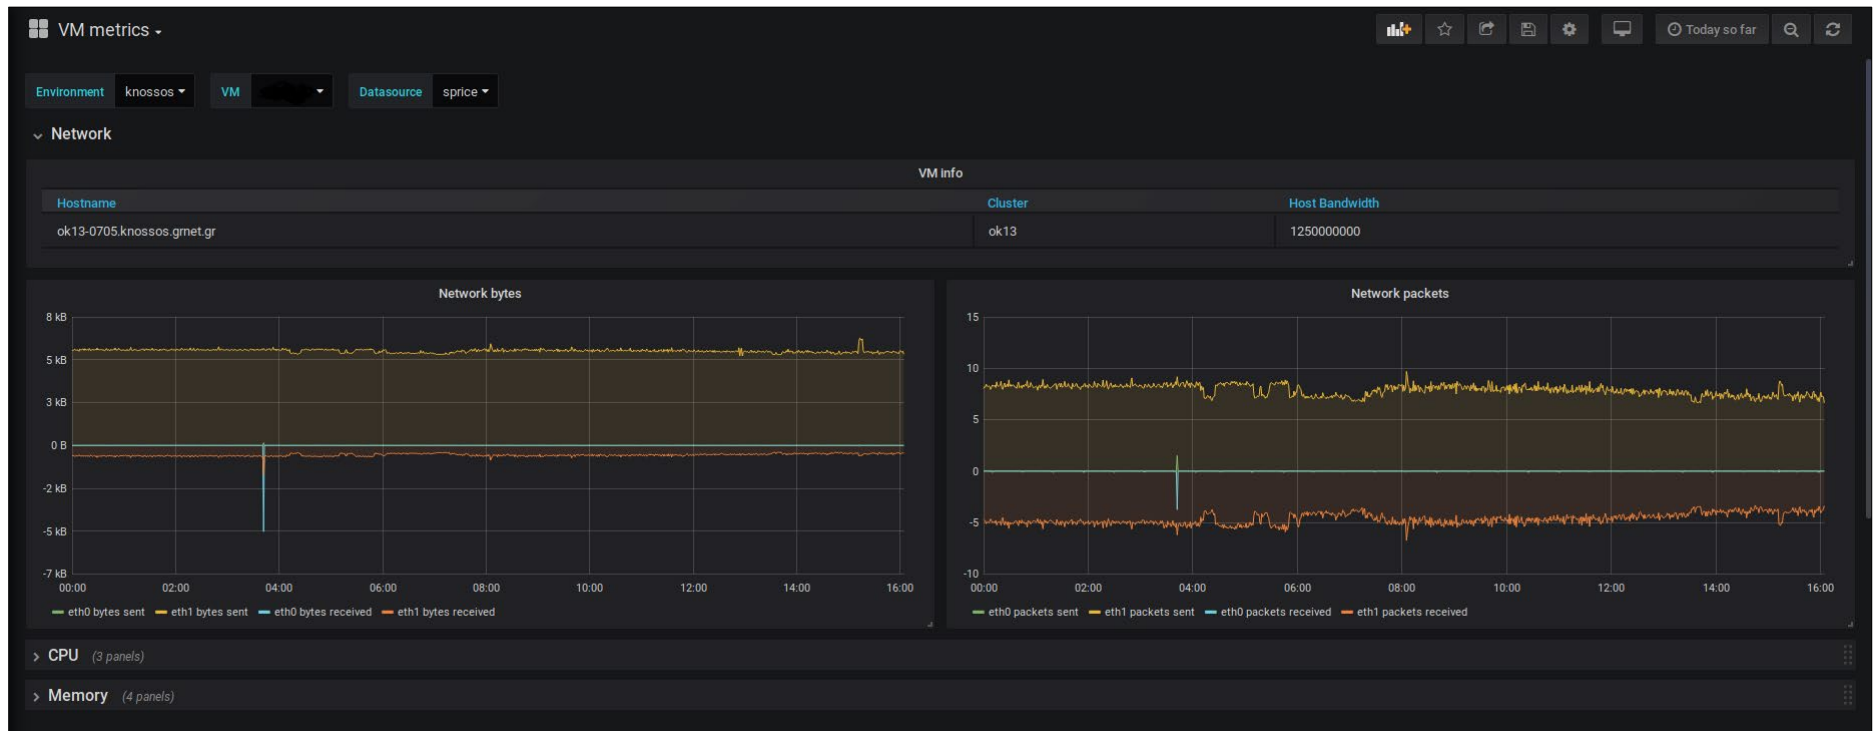 VM metrics
Today so far
Environment knossos VM Datasource sprice
Network
VM info
Hostname Cluster Host Bandwidth
ok13-0705.knossos.grnet.gr ok13 1250000000
Network bytes
8 kB
5 kB
3 kB
0 B
-2 kB
-5 kB
-7 kB
00:00 02:00 04:00 06:00 08:00 10:00 12:00 14:00 16:00
eth0 bytes sent eth1 bytes sent eth0 bytes received eth1 bytes received
Network packets
15
10
5
0
-5
-10
00:00 02:00 04:00 06:00 08:00 10:00 12:00 14:00 16:00
eth0 packets sent eth1 packets sent eth0 packets received eth1 packets received
CPU (3 panels)
Memory (4 panels)